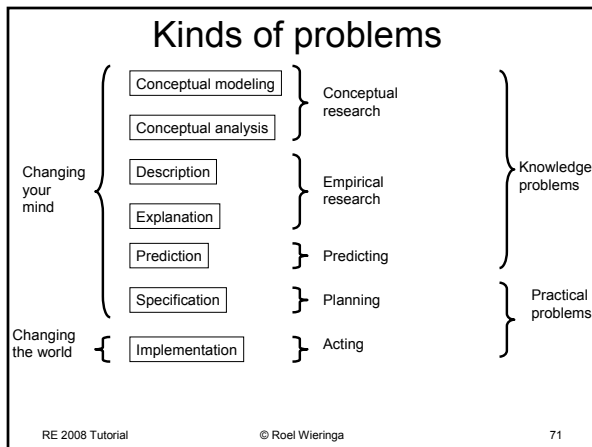 Kinds of problems
Changing
your
mind
Conceptual modeling
Conceptual analysis
Conceptual
research
Description
Explanation
Empirical
research
Prediction
Predicting
Knowledge
problems
Specification
Planning
Practical
problems
Changing
the world
Implementation
Acting
RE 2008 Tutorial
© Roel Wieringa
71